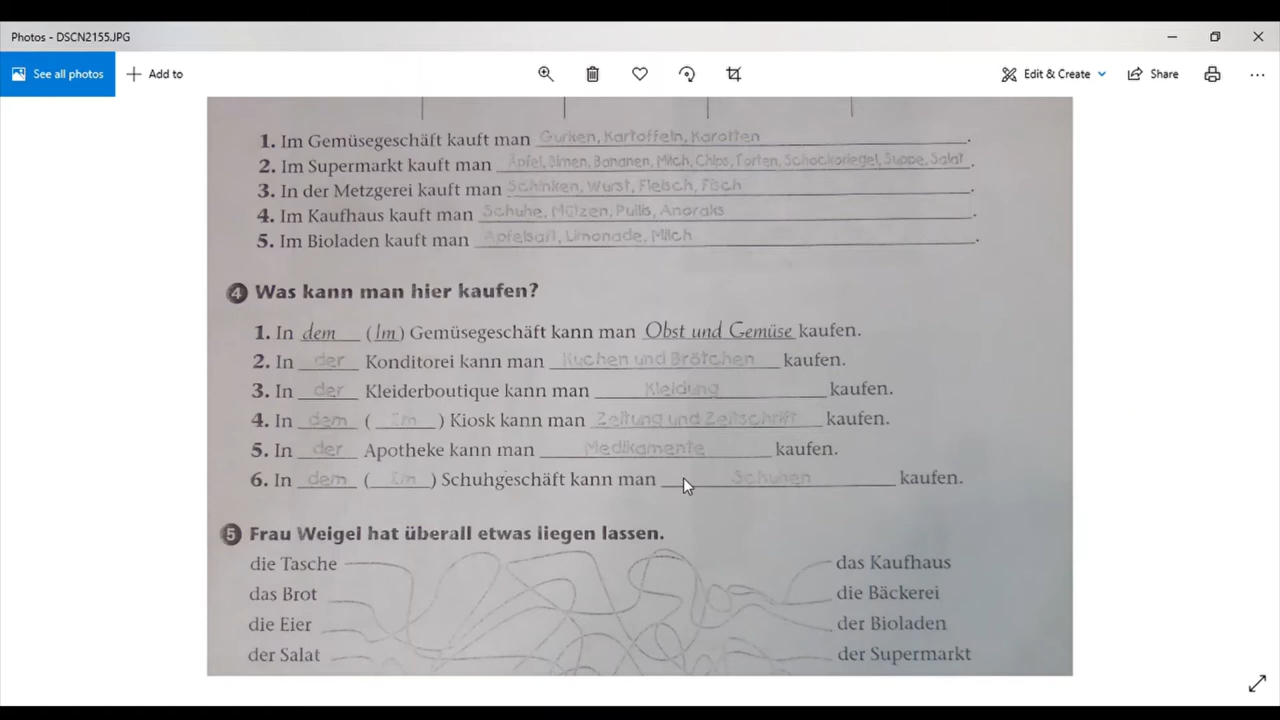 Photos - DSCN2155.JPG
See all photos
Add to
Edit & Create
Share
1. Im Gemüsegeschäft kauft man Gurken, Kartoffeln, Karotten.
2. Im Supermarkt kauft man Äpfel, Birnen, Bananen, Milch, Chips, Torten, Schockoriegel, Suppe, Salat.
3. In der Metzgerei kauft man Schinken, Wurst, Fleisch, Fisch.
4. Im Kaufhaus kauft man Schuhe, Mützen, Pullis, Anoraks.
5. Im Bioladen kauft man Apfelsaft, Limonade, Milch.
4 Was kann man hier kaufen?
1. In dem (Im) Gemüsegeschäft kann man Obst und Gemüse kaufen.
2. In der Konditorei kann man Kuchen und Brötchen kaufen.
3. In der Kleiderboutique kann man Kleidung kaufen.
4. In dem (Im) Kiosk kann man Zeitung und Zeitschrift kaufen.
5. In der Apotheke kann man Medikamente kaufen.
6. In dem (Im) Schuhgeschäft kann man Schuhen kaufen.
5 Frau Weigel hat überall etwas liegen lassen.
die Tasche das Kaufhaus
das Brot die Bäckerei
die Eier der Bioladen
der Salat der Supermarkt